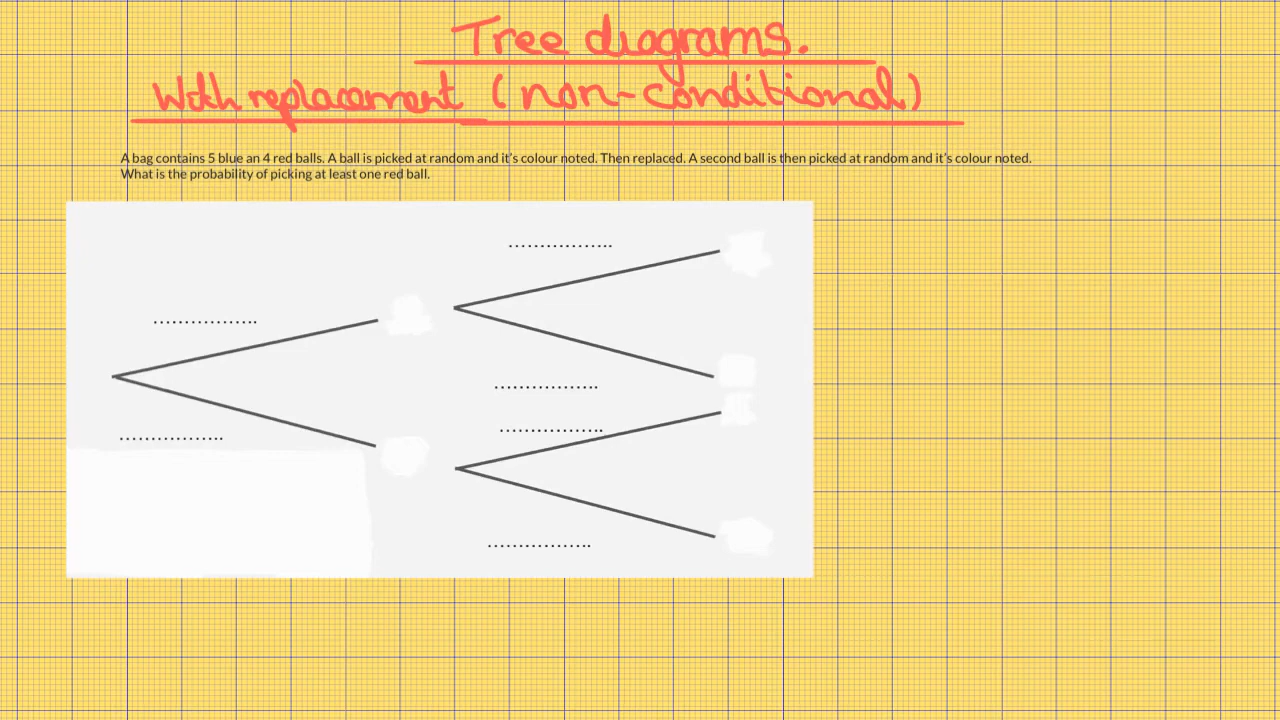 Tree diagrams.
With replacement (non-conditional)
A bag contains 5 blue an 4 red balls. A ball is picked at random and it's colour noted. Then replaced. A second ball is then picked at random and it's colour noted.
What is the probability of picking at least one red ball.
……………..
……………..
……………..
……………..
……………..
……………..